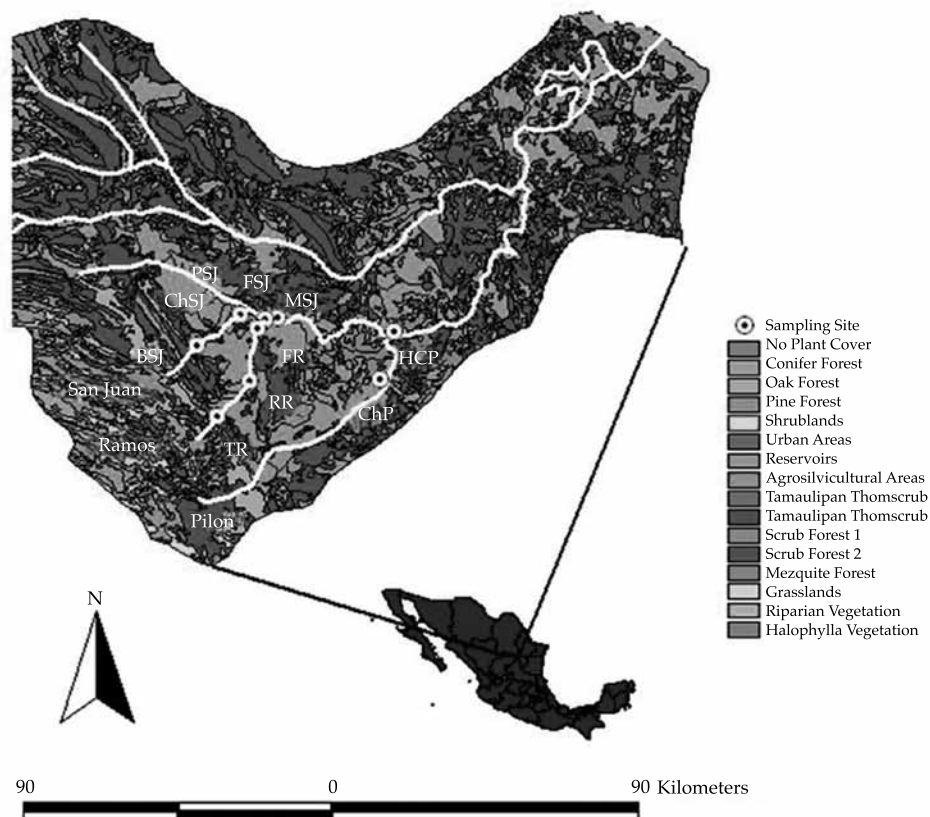 PSJ
FSJ
ChSJ
MSJ
BSJ
FR
HCP
San Juan
RR
ChP
Ramos
TR
Pilon
N
Sampling Site
No Plant Cover
Conifer Forest
Oak Forest
Pine Forest
Shrublands
Urban Areas
Reservoirs
Agrosilvicultural Areas
Tamaulipan Thomscrub
Tamaulipan Thomscrub
Scrub Forest 1
Scrub Forest 2
Mezquite Forest
Grasslands
Riparian Vegetation
Halophylla Vegetation
90 0 90 Kilometers